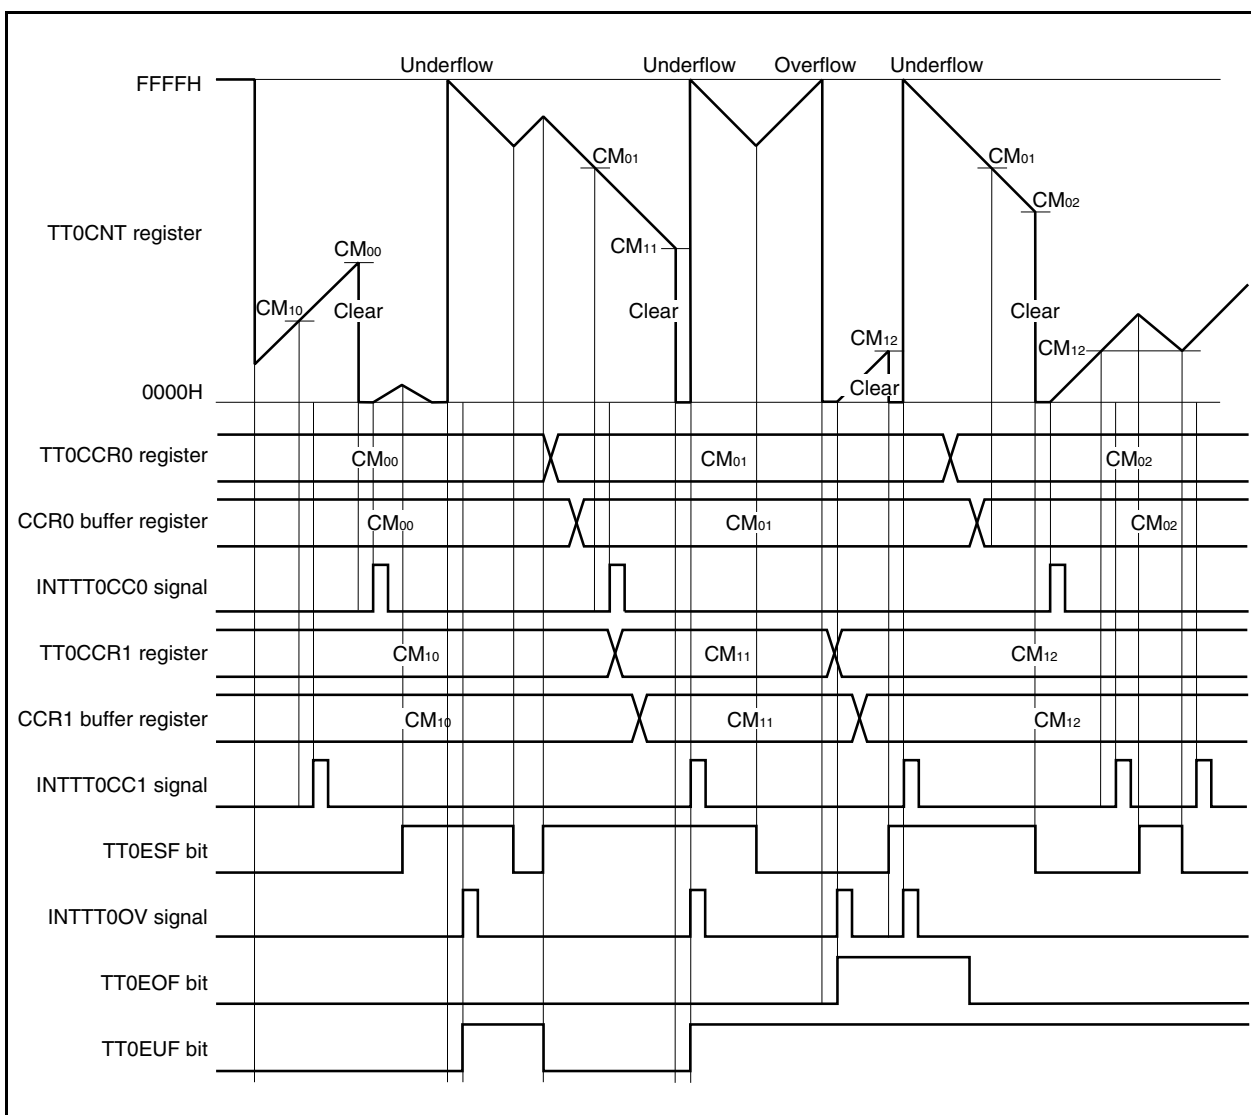 Underflow Underflow Overflow Underflow
FFFFH
CM01 CM01
CM02
TT0CNT register
CM00 CM11
CM10 Clear Clear Clear
CM12 CM12
0000H Clear
TT0CCR0 register CM00 CM01 CM02
CCR0 buffer register CM00 CM01 CM02
INTTT0CC0 signal
TT0CCR1 register CM10 CM11 CM12
CCR1 buffer register CM10 CM11 CM12
INTTT0CC1 signal
TT0ESF bit
INTTT0OV signal
TT0EOF bit
TT0EUF bit